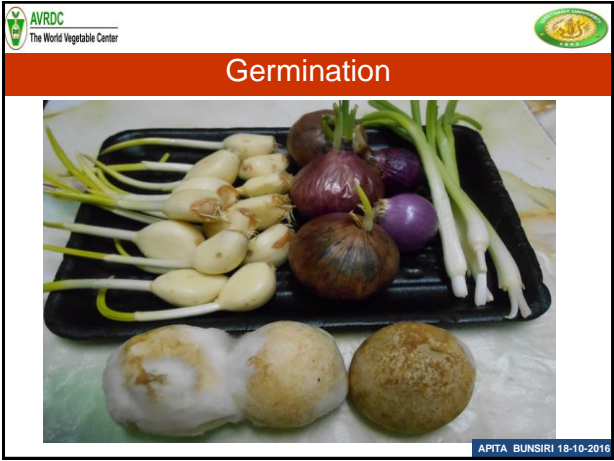 AVRDC
The World Vegetable Center
Germination
APITA BUNSIRI 18-10-2016